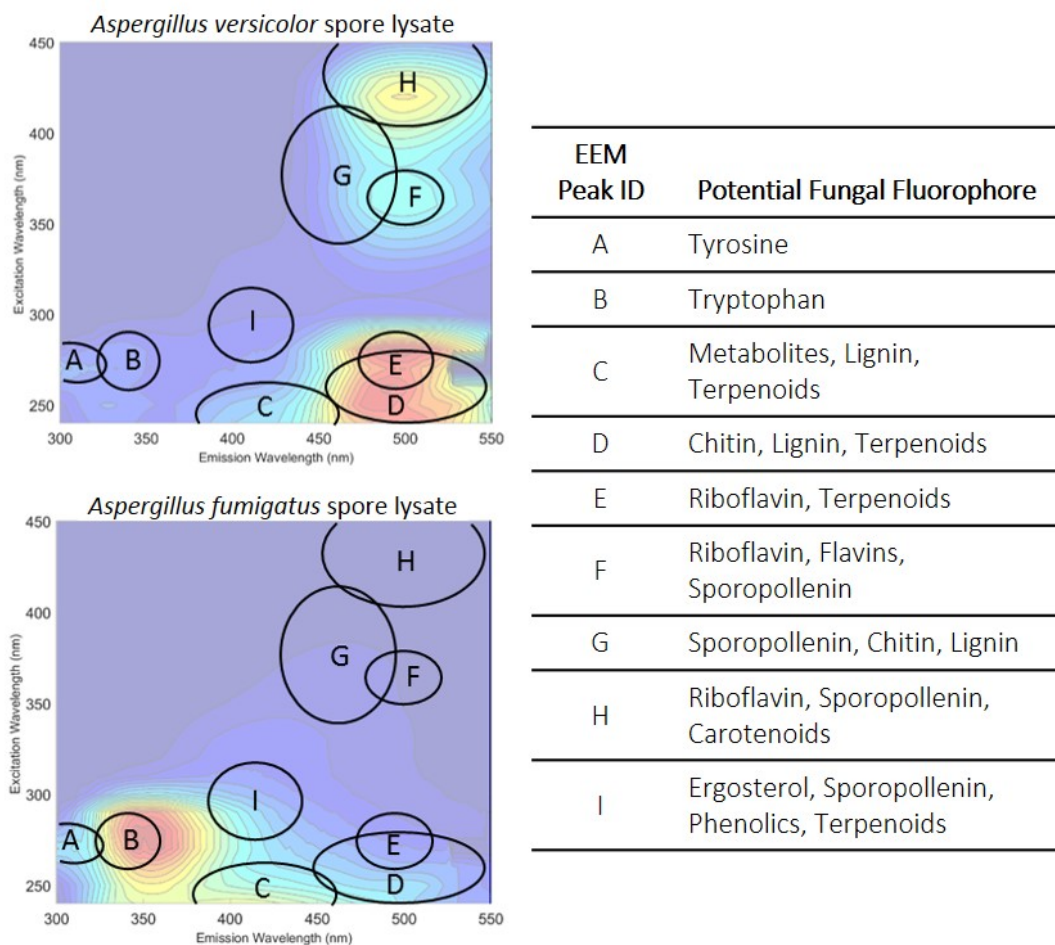 Aspergillus versicolor spore lysate
450
400
350
300
250
Excitation Wavelength (nm)
H
G
F
I
A
B
E
C
D
300
350
400
450
500
550
Emission Wavelength (nm)
Aspergillus fumigatus spore lysate
450
400
350
300
250
Excitation Wavelength (nm)
H
G
F
I
A
B
E
C
D
300
350
400
450
500
550
Emission Wavelength (nm)
EEM
Peak ID Potential Fungal Fluorophore
A Tyrosine
B Tryptophan
C Metabolites, Lignin,
Terpenoids
D Chitin, Lignin, Terpenoids
E Riboflavin, Terpenoids
F Riboflavin, Flavins,
Sporopollenin
G Sporopollenin, Chitin, Lignin
H Riboflavin, Sporopollenin,
Carotenoids
I Ergosterol, Sporopollenin,
Phenolics, Terpenoids